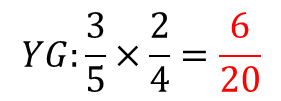 YG: 3/5 × 2/4 = 6/20